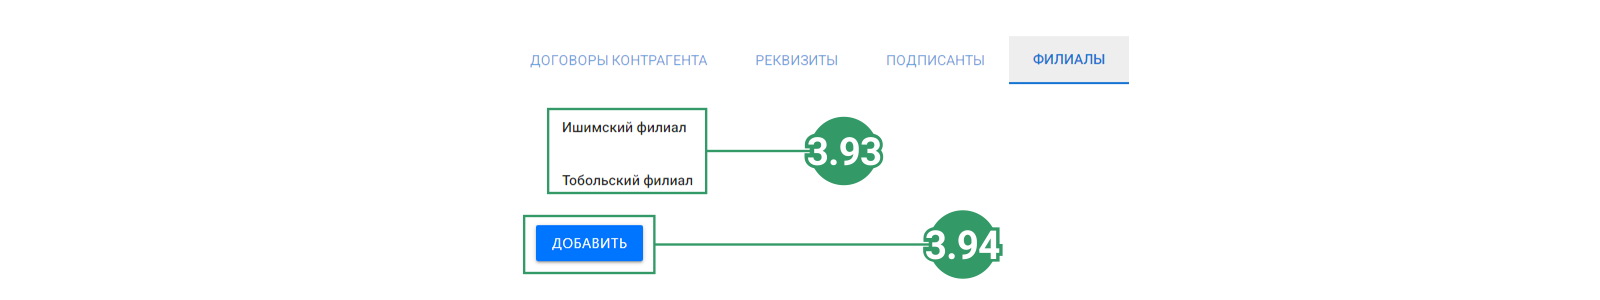 ДОГОВОРЫ КОНТРАГЕНТА РЕКВИЗИТЫ ПОДПИСАНТЫ ФИЛИАЛЫ
Ишимский филиал
3.93
Тобольский филиал
ДОБАВИТЬ 3.94